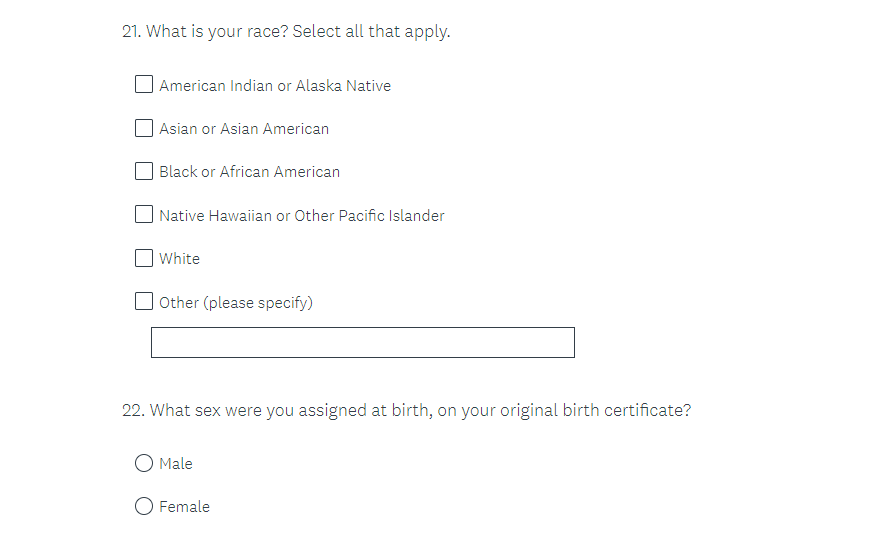 21. What is your race? Select all that apply.
American Indian or Alaska Native
Asian or Asian American
Black or African American
Native Hawaiian or Other Pacific Islander
White
Other (please specify)
22. What sex were you assigned at birth, on your original birth certificate?
Male
Female